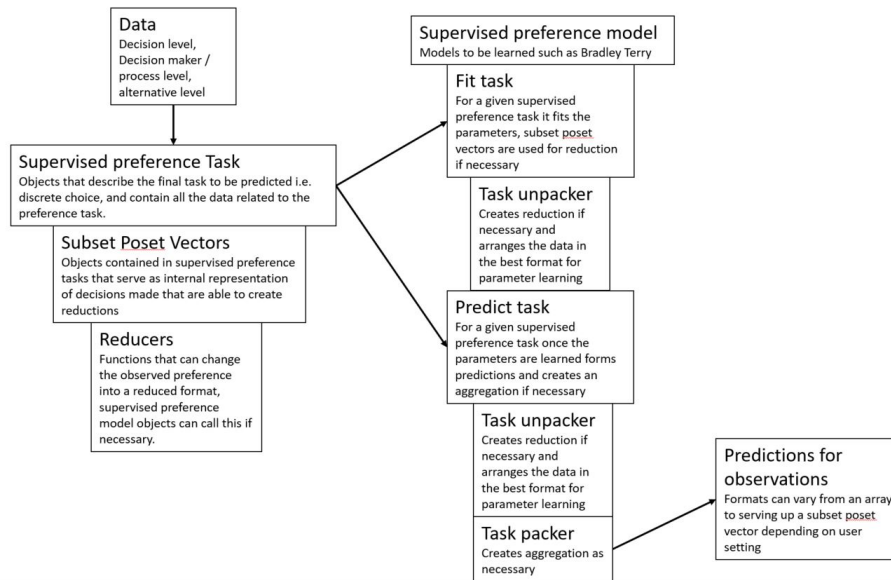 Data
Decision level,
Decision maker /
process level,
alternative level
Supervised preference Task
Objects that describe the final task to be predicted i.e.
discrete choice, and contain all the data related to the
preference task.
Subset Poset Vectors
Objects contained in supervised preference
tasks that serve as internal representation
of decisions made that are able to create
reductions
Reducers
Functions that can change
the observed preference
into a reduced format,
supervised preference
model objects can call this if
necessary.
Supervised preference model
Models to be learned such as Bradley Terry
Fit task
For a given supervised
preference task it fits the
parameters, subset poset
vectors are used for reduction
if necessary
Task unpacker
Creates reduction if
necessary and
arranges the data in
the best format for
parameter learning
Predict task
For a given supervised
preference task once the
parameters are learned forms
predictions and creates an
aggregation if necessary
Task unpacker
Creates reduction if
necessary and
arranges the data in
the best format for
parameter learning
Task packer
Creates aggregation as
necessary
Predictions for
observations
Formats can vary from an array
to serving up a subset poset
vector depending on user
setting